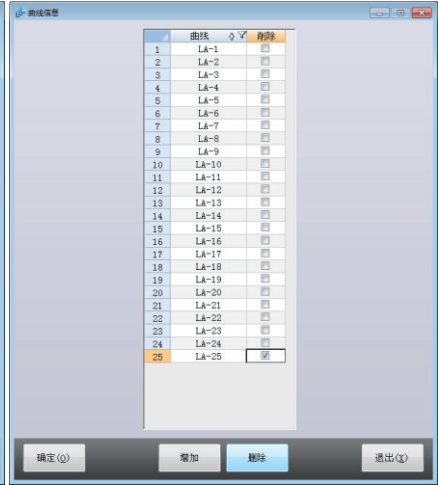 曲线信息
曲线 删除
1 LA-1
2 LA-2
3 LA-3
4 LA-4
5 LA-5
6 LA-6
7 LA-7
8 LA-8
9 LA-9
10 LA-10
11 LA-11
12 LA-12
13 LA-13
14 LA-14
15 LA-15
16 LA-16
17 LA-17
18 LA-18
19 LA-19
20 LA-20
21 LA-21
22 LA-22
23 LA-23
24 LA-24
25 LA-25
确定(O) 增加 删除 退出(X)